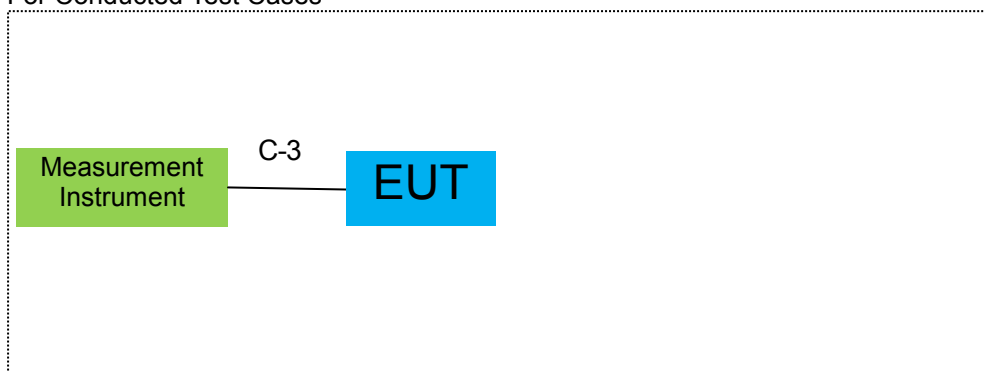 For Conducted Test Cases
C-3
Measurement
Instrument
EUT